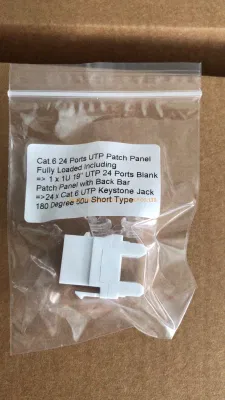 Cat.6 24 Ports UTP Patch Panel
Fully Loaded Including
=> 1 x 1U 19" UTP 24 Ports Blank
Patch Panel with Back Bar
=>24x Cat 6 UTP Keystone Jack
180 Degree 50u Short Type